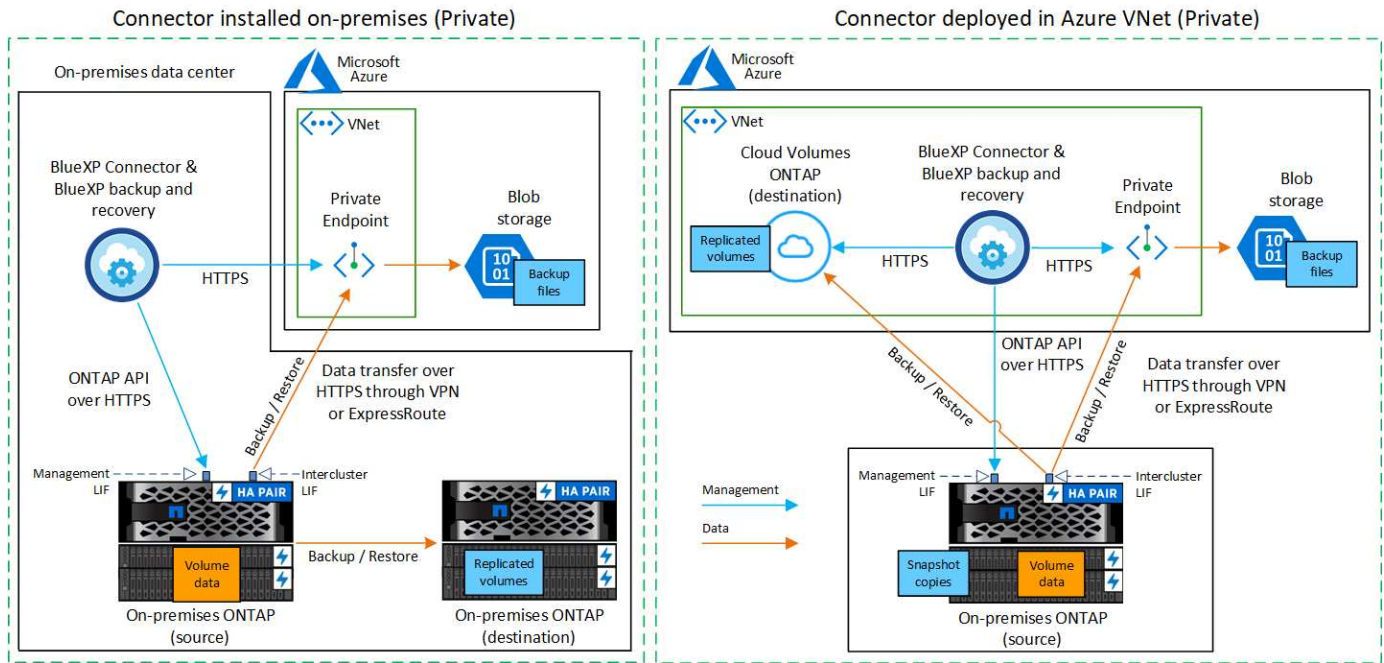 Connector installed on-premises (Private)
On-premises data center
Microsoft
Azure
VNet
BlueXP Connector &
BlueXP backup and
recovery
Private
Endpoint
Blob
storage
10
01
Backup
files
HTTPS
ONTAP API
over HTTPS
Backup / Restore
Data transfer over
HTTPS through VPN
or ExpressRoute
Management
LIF
Intercluster
LIF
HA PAIR
HA PAIR
Volume
data
Backup / Restore
Replicated
volumes
On-premises ONTAP
(source)
On-premises ONTAP
(destination)
Connector deployed in Azure VNet (Private)
Microsoft
Azure
VNet
Cloud Volumes
ONTAP
(destination)
BlueXP Connector &
BlueXP backup and
recovery
Private
Endpoint
Blob
storage
Replicated
volumes
10
01
Backup
files
HTTPS
HTTPS
Backup / Restore
ONTAP API
over HTTPS
Backup / Restore
Data transfer over
HTTPS through VPN
or ExpressRoute
Management
LIF
Intercluster
LIF
HA PAIR
Management
Data
Snapshot
copies
Volume
data
On-premises ONTAP
(source)